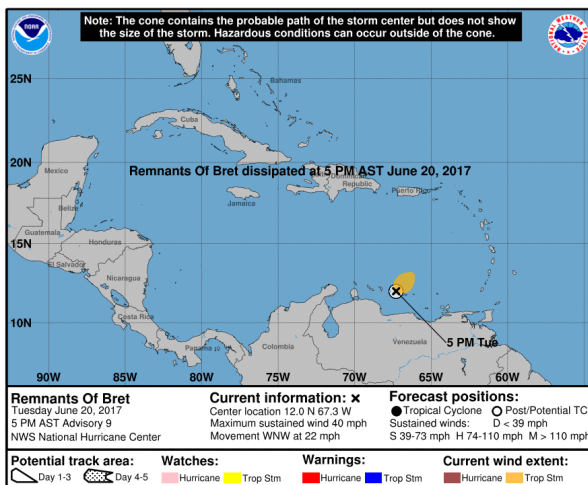 Note: The cone contains the probable path of the storm center but does not show
the size of the storm. Hazardous conditions can occur outside of the cone.
NOAA
NATIONAL WEATHER SERVICE
25N
Bahamas
Cuba
20N
Mexico
Remnants Of Bret dissipated at 5 PM AST June 20, 2017
Republic
Puerto Rico
Jamaica
Belize
Guatemala
15N
Honduras
El Salvador
Nicaragua
Costa Rica
10N
Panama
Colombia
Venezuela
5 PM Tue
90W 85W 80W 75W 70W 65W 60W
Remnants Of Bret
Tuesday June 20, 2017
5 PM AST Advisory 9
NWS National Hurricane Center
Current information: ×
Center location 12.0 N 67.3 W
Maximum sustained wind 40 mph
Movement WNW at 22 mph
Forecast positions:
Tropical Cyclone Post/Potential TC
Sustained winds: D < 39 mph
S 39-73 mph H 74-110 mph M > 110 mph
Potential track area:
Day 1-3 Day 4-5
Watches:
Hurricane Trop Stm
Warnings:
Hurricane Trop Stm
Current wind extent:
Hurricane Trop Stm